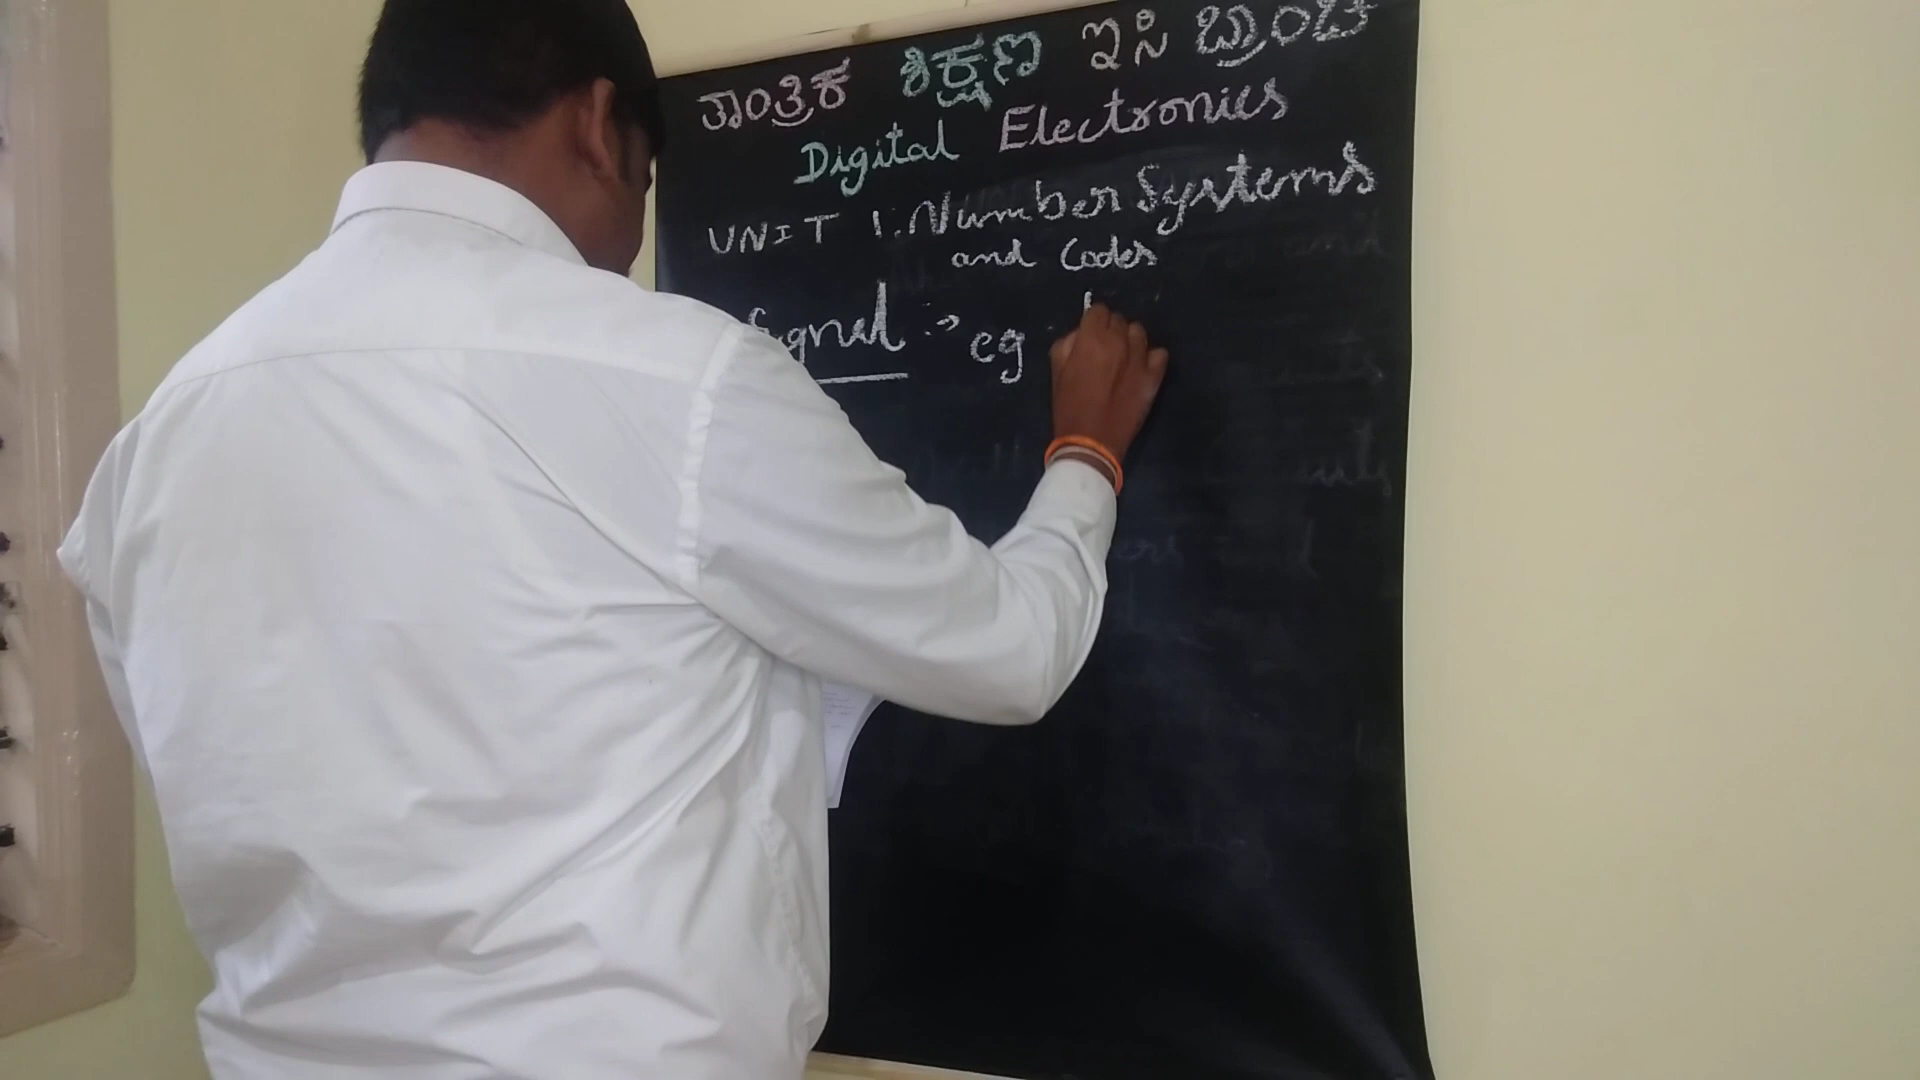 ತಾಂತ್ರಿಕ ಶಿಕ್ಷಣ ಇಸಿ ಬ್ರಾಂಚ
Digital Electronics
UNIT 1. Number Systems
and Codes
Signal :- eg